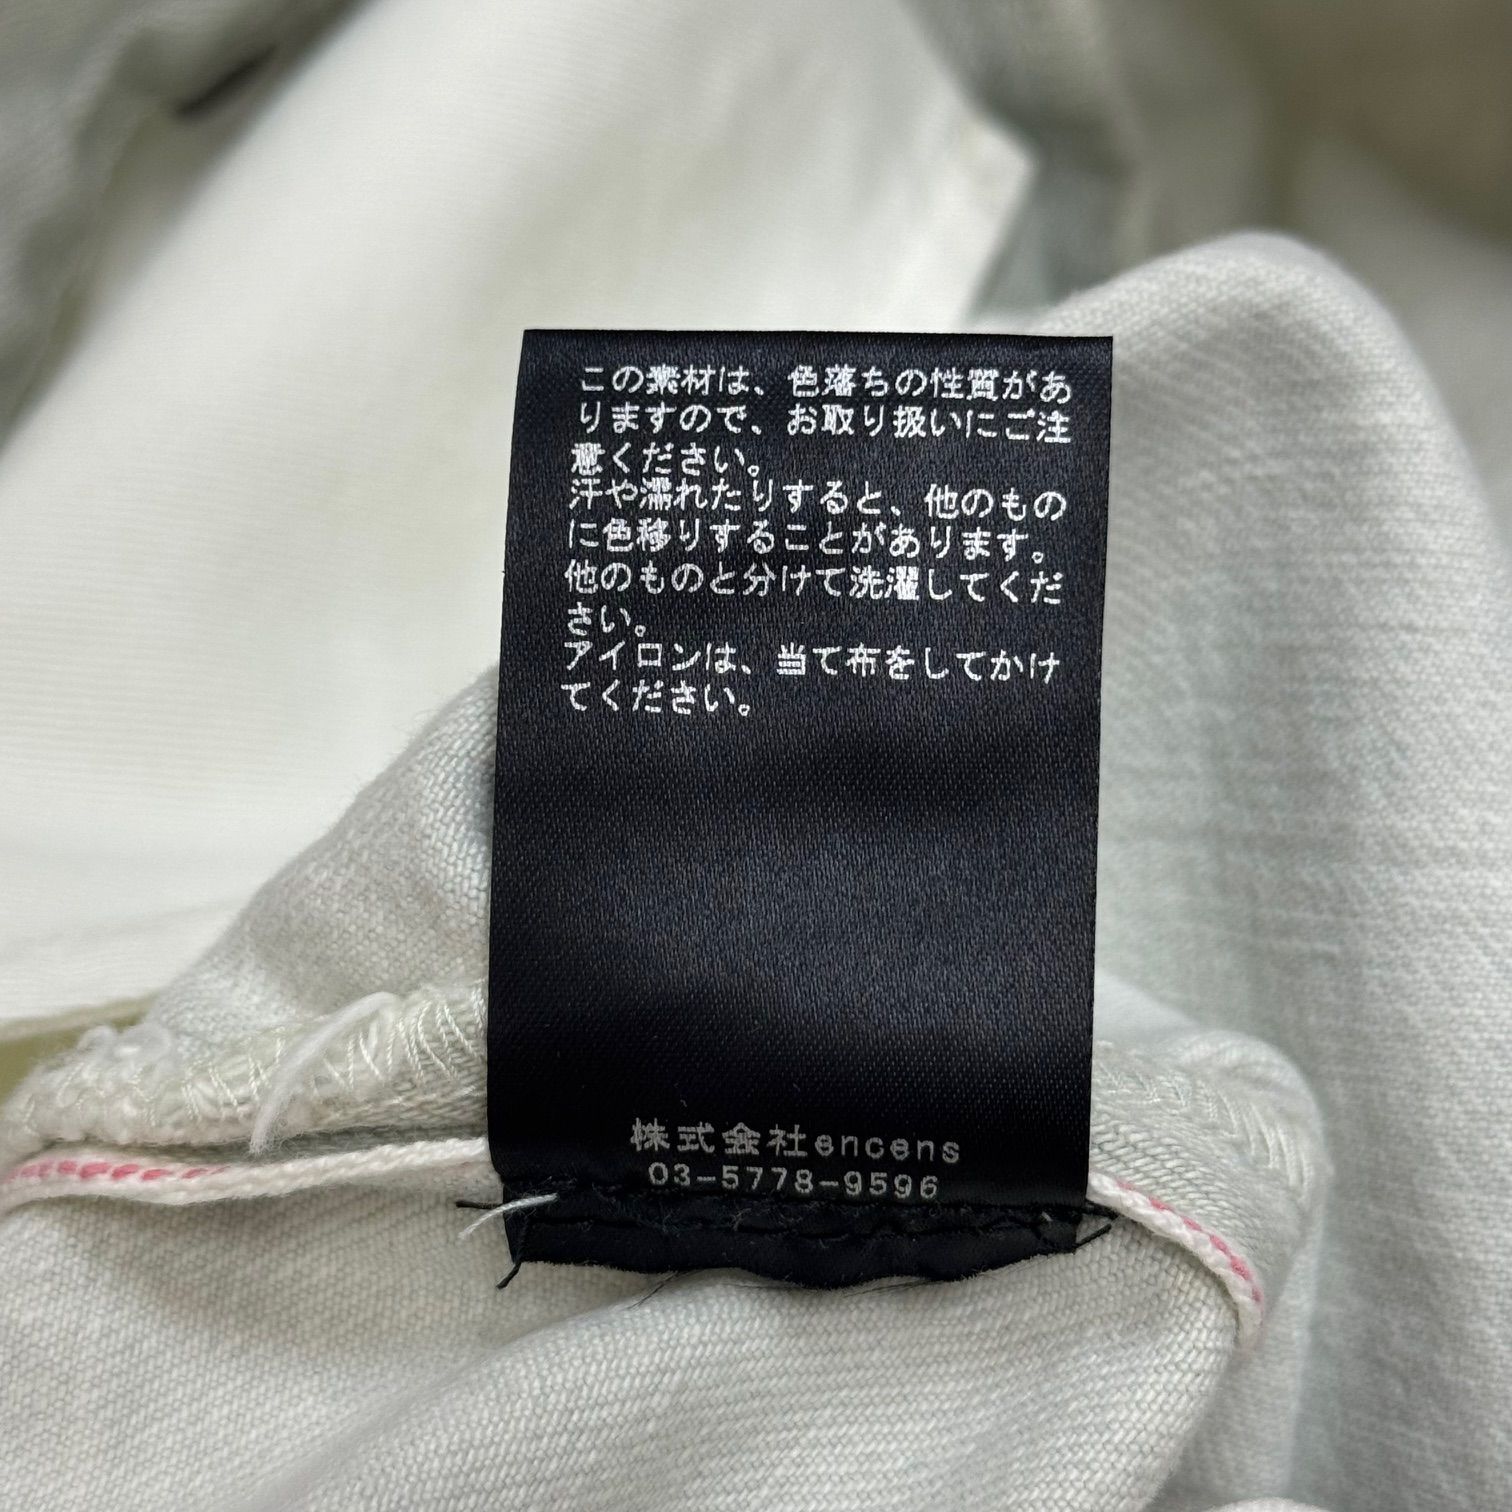 この素材は、色落ちの性質があ
りますので、お取り扱いにご注
意ください。
汗や濡れたりすると、他のもの
に色移りすることがあります。
他のものと分けて洗濯してくだ
さい。
アイロンは、当て布をしてかけ
てください。
株式会社encens
03-5778-9596